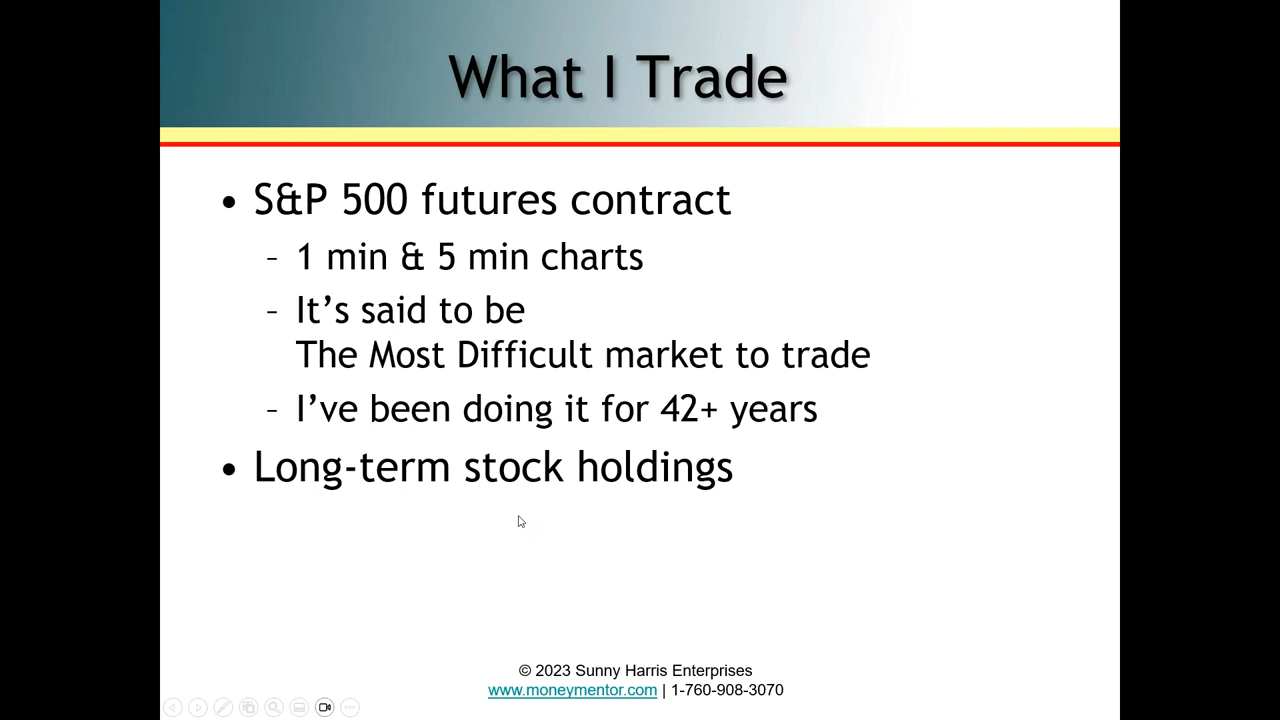 What I Trade
• S&P 500 futures contract
– 1 min & 5 min charts
– It’s said to be
The Most Difficult market to trade
– I’ve been doing it for 42+ years
• Long-term stock holdings
© 2023 Sunny Harris Enterprises
www.moneymentor.com | 1-760-908-3070